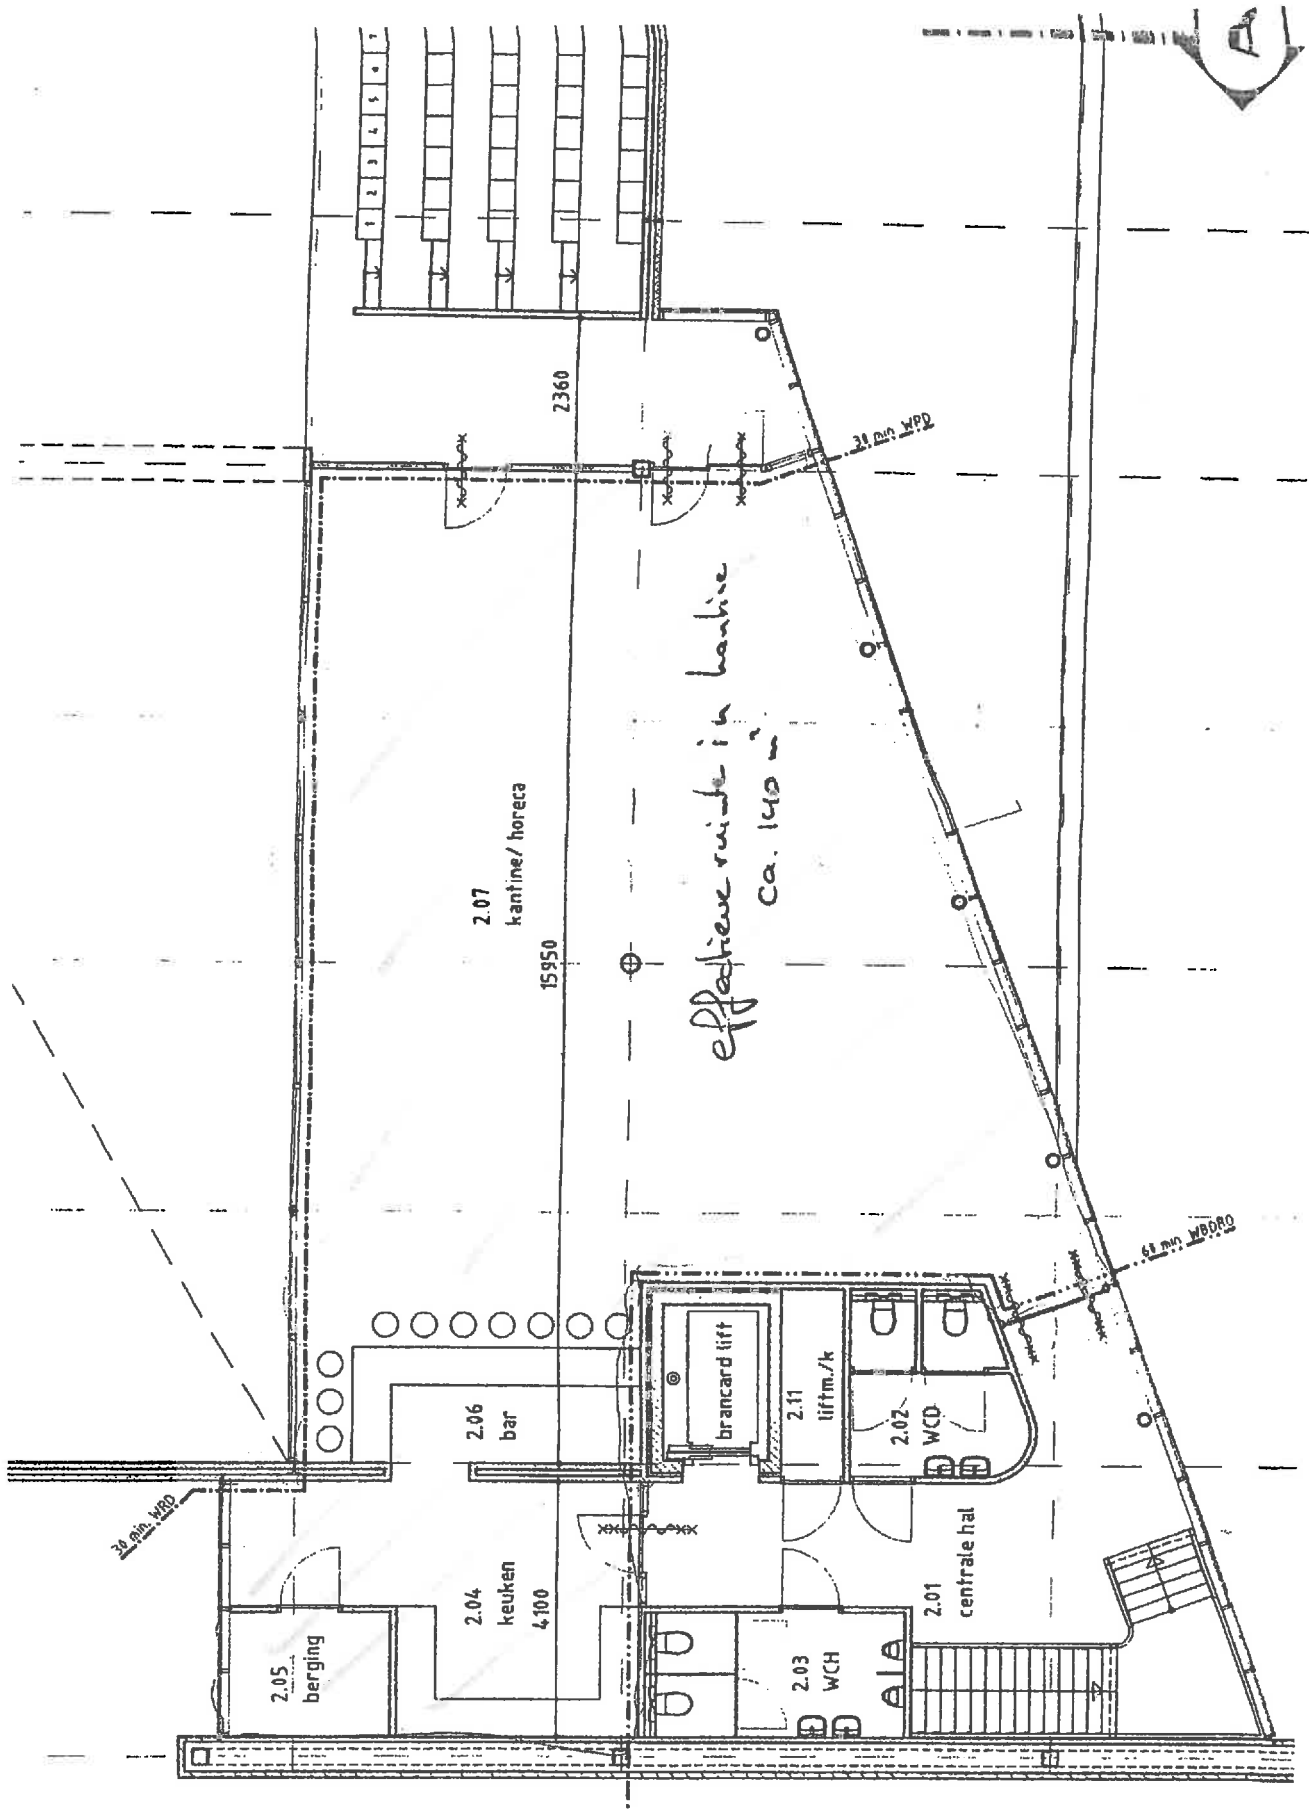 A
1 2 3 4 5 6 7
2360
30 min WPD
effectieve ruimte in kantine
ca. 140 m²
2.07
kantine/horeca
15950
60 min WBDBO
2.06
bar
brancard lift
2.11
liftm./k
2.02
WCD
30 min. WRD
2.05
berging
2.04
keuken
4100
2.03
WCH
2.01
centrale hal